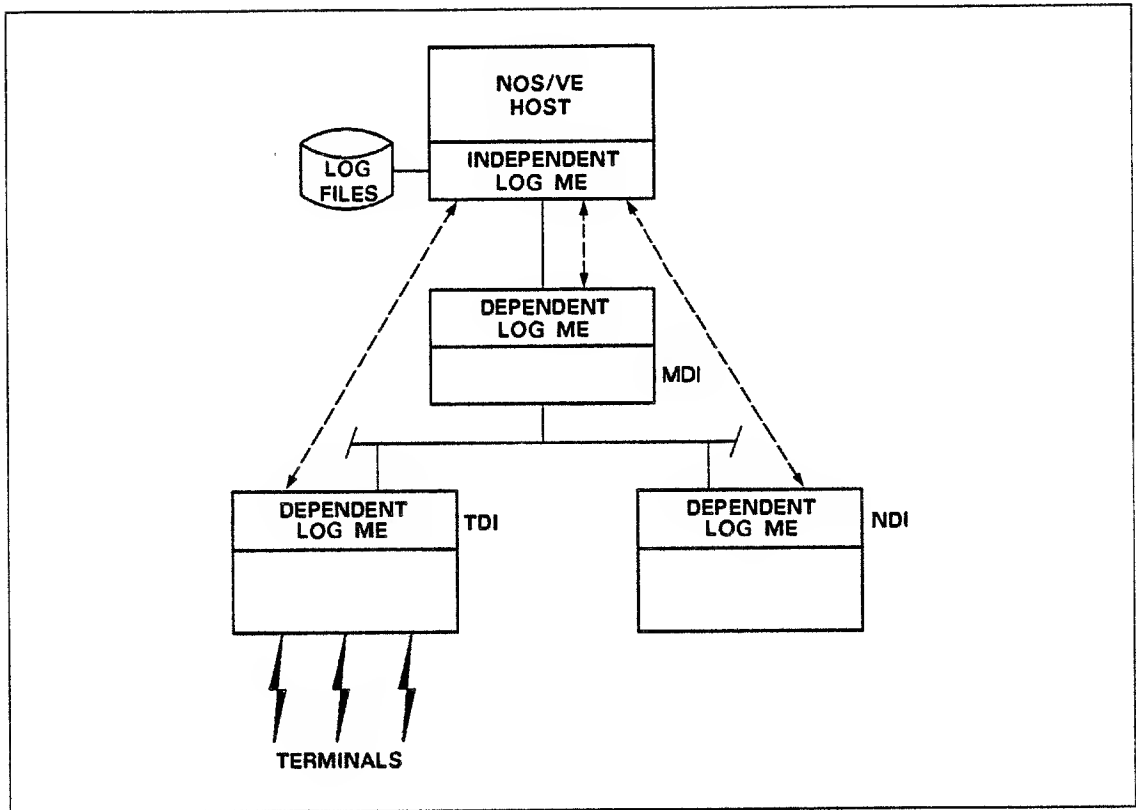 NOS/VE
HOST
INDEPENDENT
LOG ME
LOG
FILES
DEPENDENT
LOG ME
MDI
DEPENDENT
LOG ME
TDI
DEPENDENT
LOG ME
NDI
TERMINALS